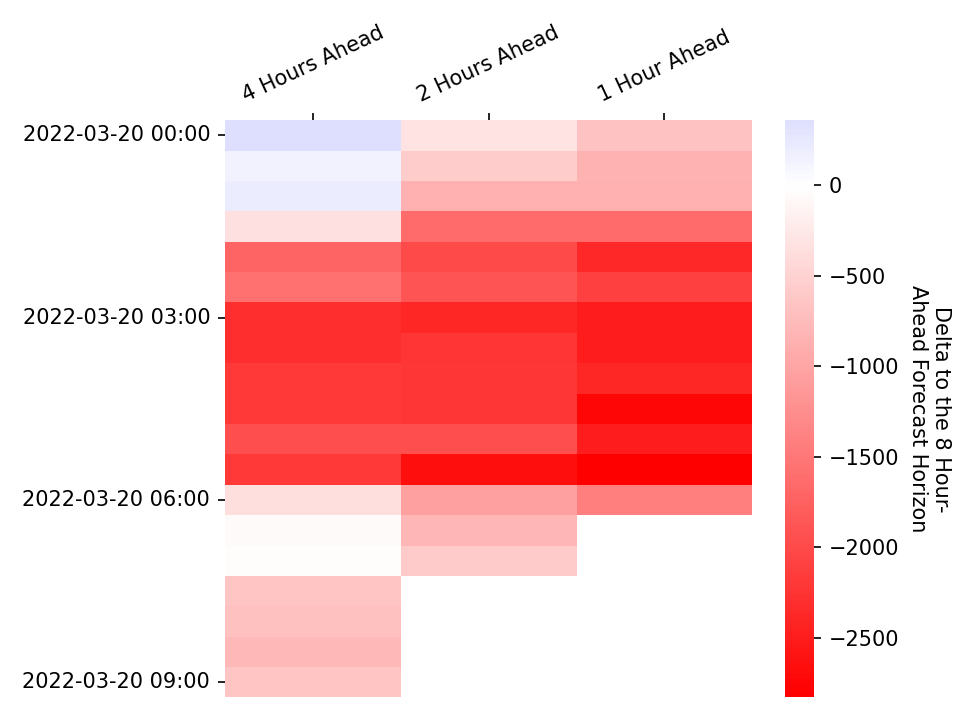 4 Hours Ahead
2 Hours Ahead
1 Hour Ahead
2022-03-20 00:00
2022-03-20 03:00
2022-03-20 06:00
2022-03-20 09:00
0
−500
−1000
−1500
−2000
−2500
Delta to the 8 Hour-
Ahead Forecast Horizon